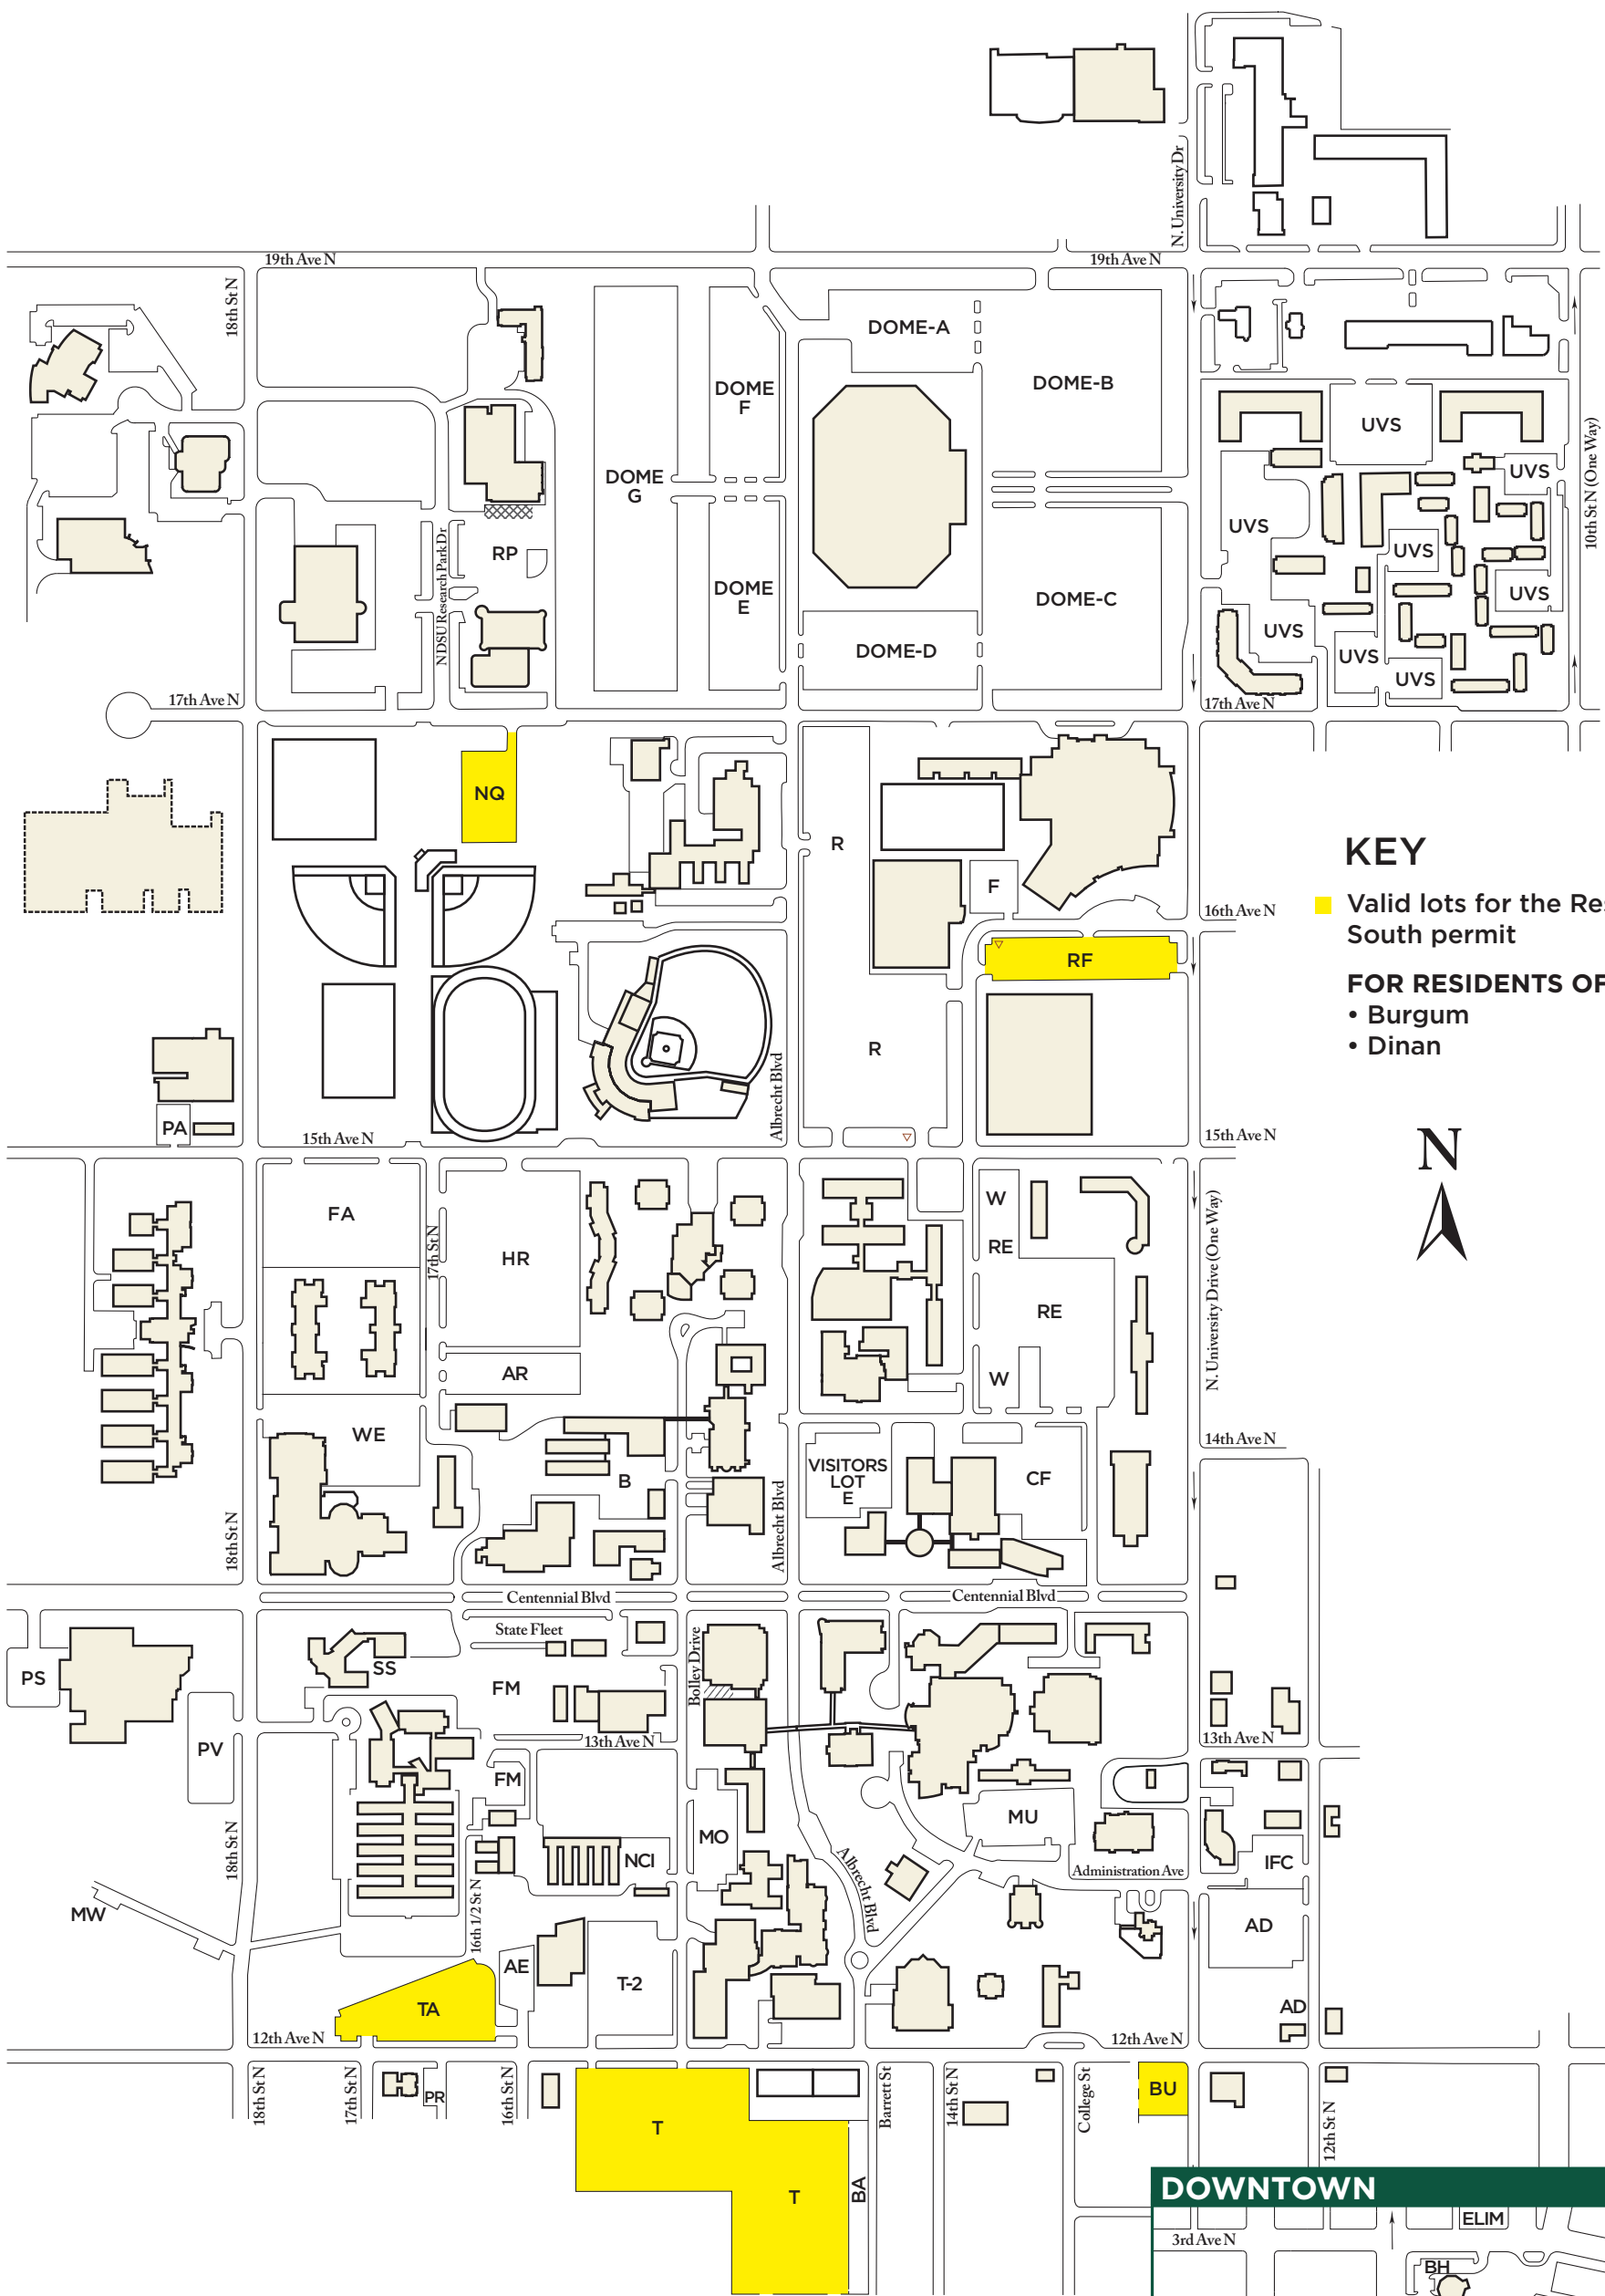 N. University Dr
19th Ave N
19th Ave N
18th St N
DOME-A
DOME-B
DOME
F
DOME
G
DOME
E
DOME-C
DOME-D
RP
NDSU Research Park Dr
UVS
UVS
UVS
UVS
UVS
UVS
UVS
UVS
10th St N (One Way)
17th Ave N
17th Ave N
NQ
R
F
16th Ave N
RF
R
KEY
Valid lots for the Res
South permit
FOR RESIDENTS OF
• Burgum
• Dinan
N
Albrecht Blvd
PA
15th Ave N
15th Ave N
FA
17th St N
HR
W
RE
RE
W
N. University Drive (One Way)
AR
WE
B
VISITORS
LOT
E
CF
14th Ave N
18th St N
Albrecht Blvd
Centennial Blvd
Centennial Blvd
State Fleet
PS
SS
FM
Bolley Drive
PV
13th Ave N
13th Ave N
FM
MO
MU
NCI
Administration Ave
IFC
18th St N
Albrecht Blvd
MW
16th 1/2 St N
AD
AE
T-2
TA
AD
12th Ave N
12th Ave N
18th St N
17th St N
PR
16th St N
T
T
BA
Barrett St
14th St N
College St
BU
12th St N
DOWNTOWN
ELIM
3rd Ave N
BH